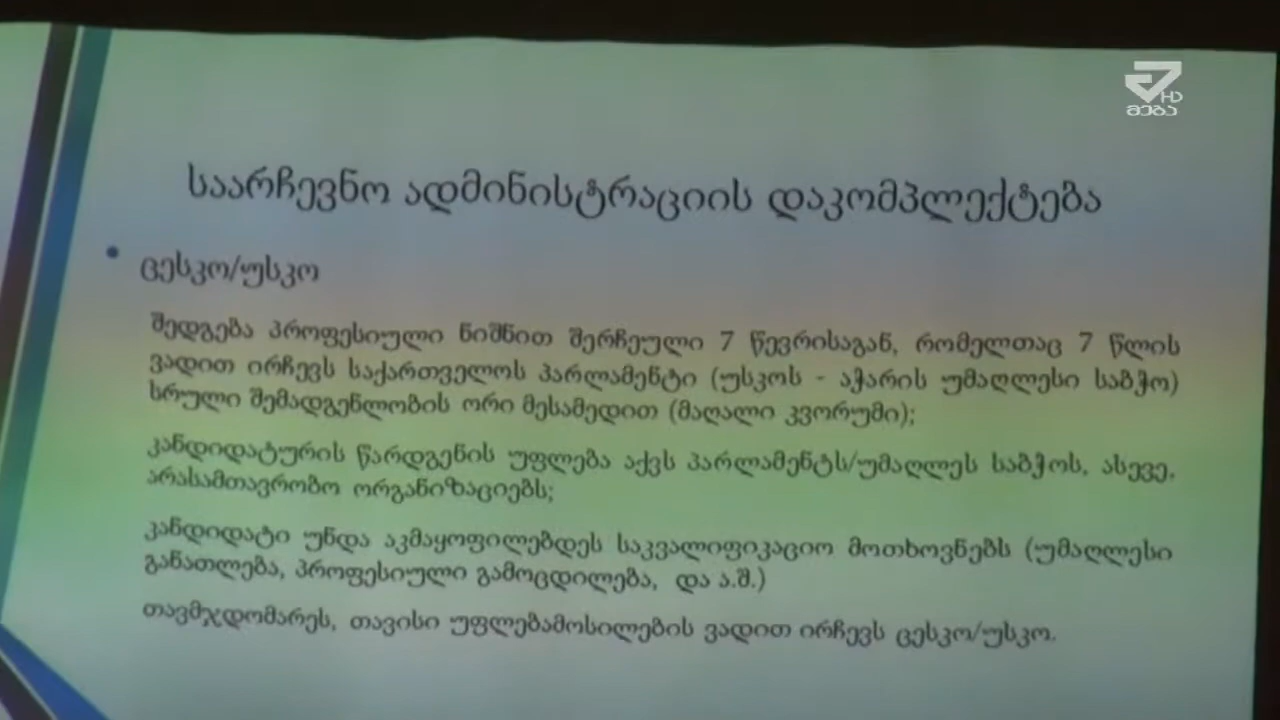 HD
მეგა
საარჩევნო ადმინისტრაციის დაკომპლექტება
• ცესკო/უსკო
შედგება პროფესიული ნიშნით შერჩეული 7 წევრისაგან, რომელთაც 7 წლის
ვადით ირჩევს საქართველოს პარლამენტი (უსკოს - აჭარის უმაღლესი საბჭო)
სრული შემადგენლობის ორი მესამედით (მაღალი კვორუმი);
კანდიდატურის წარდგენის უფლება აქვს პარლამენტს/უმაღლეს საბჭოს, ასევე,
არასამთავრობო ორგანიზაციებს;
კანდიდატი უნდა აკმაყოფილებდეს საკვალიფიკაციო მოთხოვნებს (უმაღლესი
განათლება, პროფესიული გამოცდილება, და ა.შ.)
თავმჯდომარეს, თავისი უფლებამოსილების ვადით ირჩევს ცესკო/უსკო.